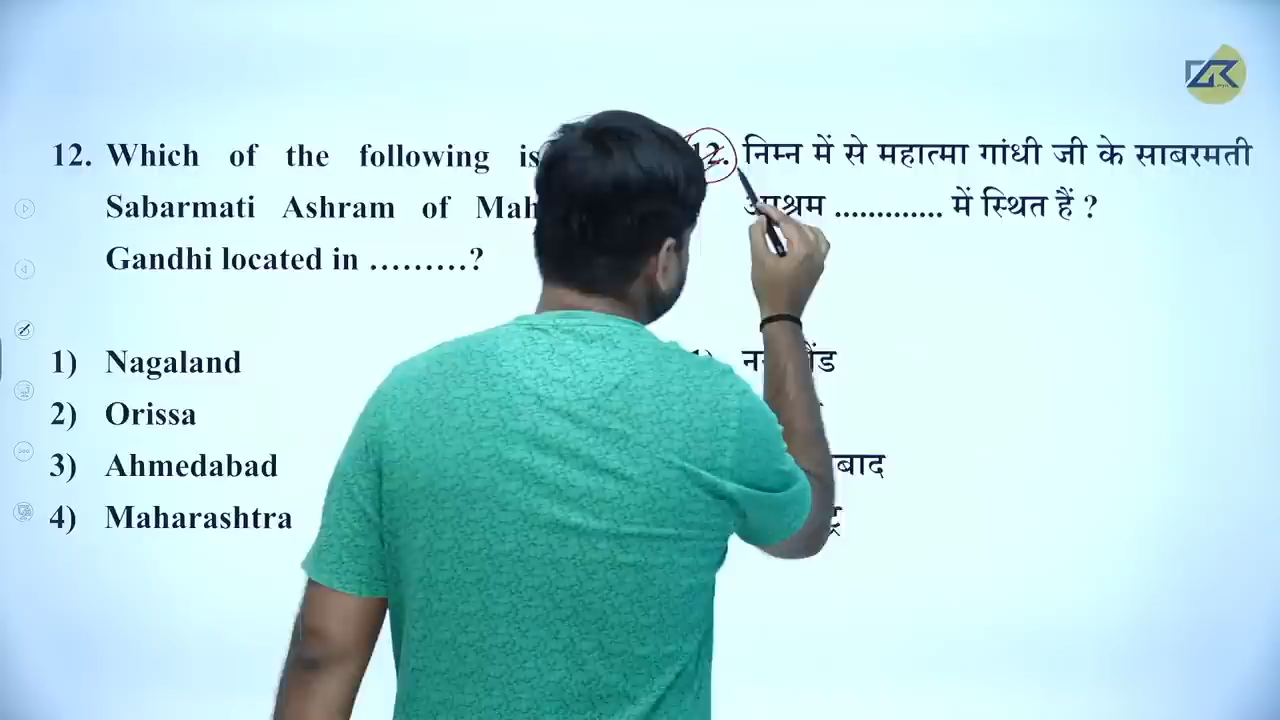 12. Which of the following is
Sabarmati Ashram of Mah
Gandhi located in ………?
1) Nagaland
2) Orissa
3) Ahmedabad
4) Maharashtra
12. निम्न में से महात्मा गांधी जी के साबरमती
आश्रम ............. में स्थित हैं ?